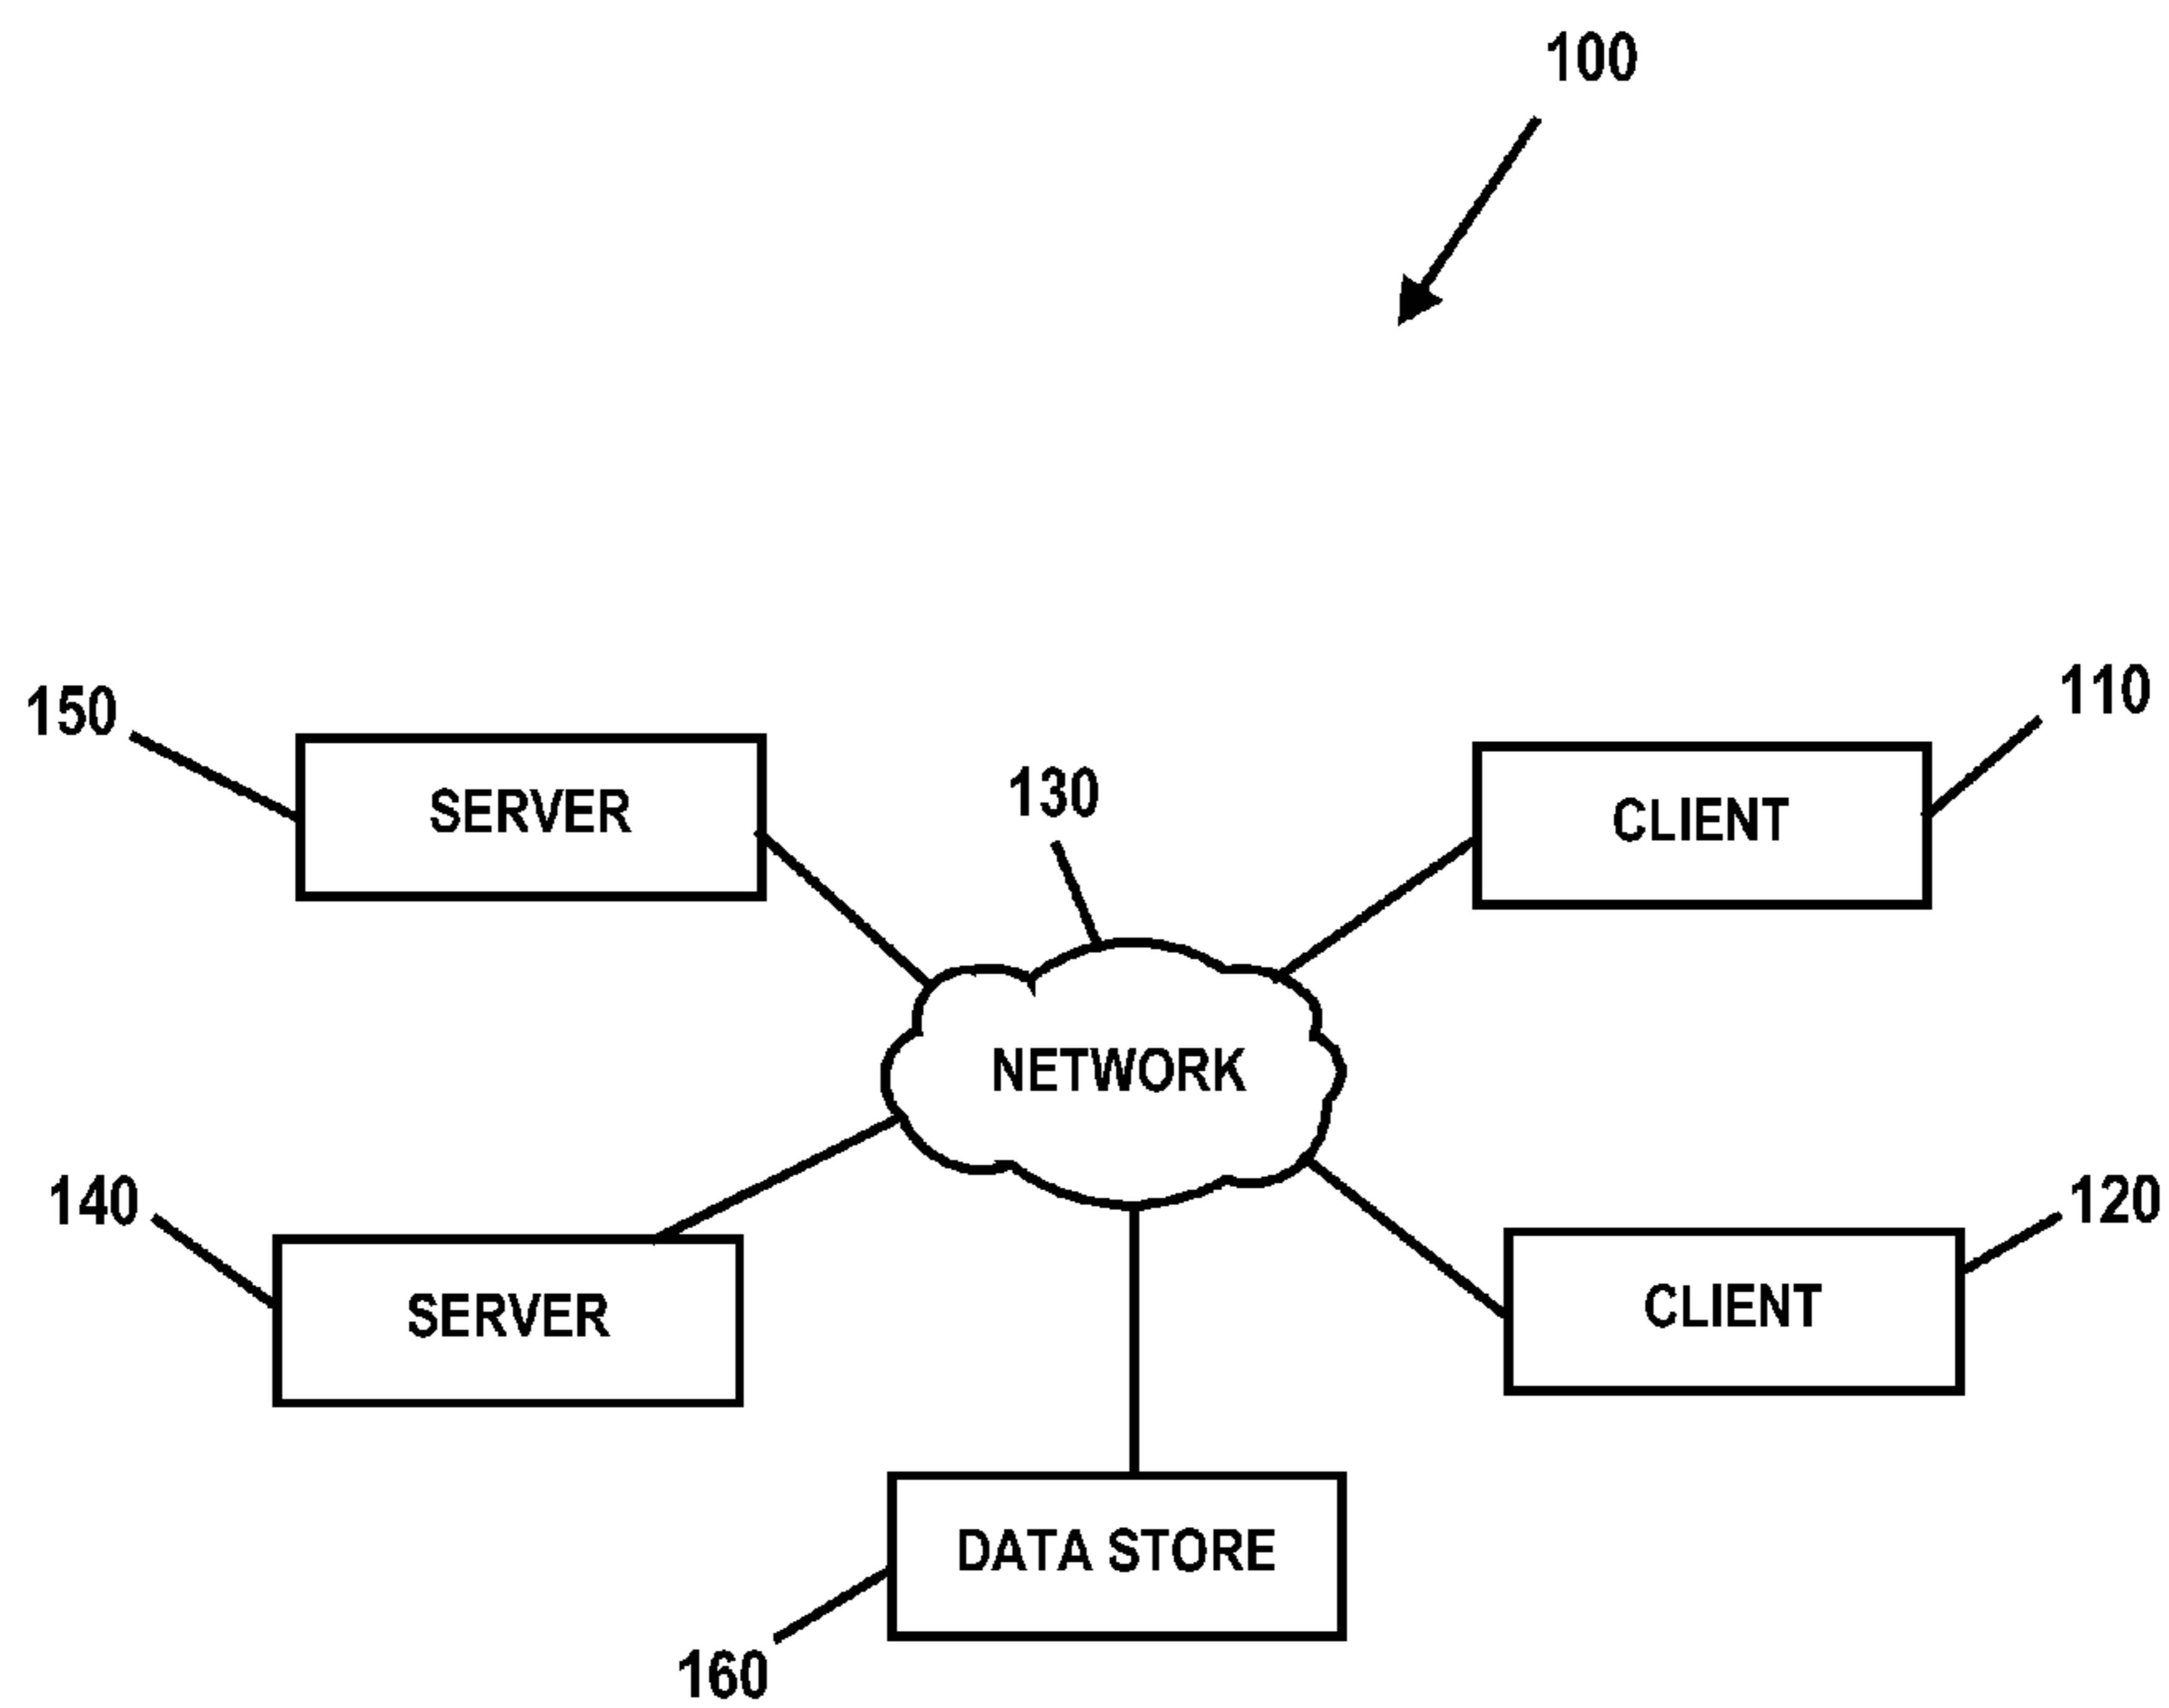 100
110
150
SERVER
130
CLIENT
NETWORK
140
120
SERVER
CLIENT
DATA STORE
160